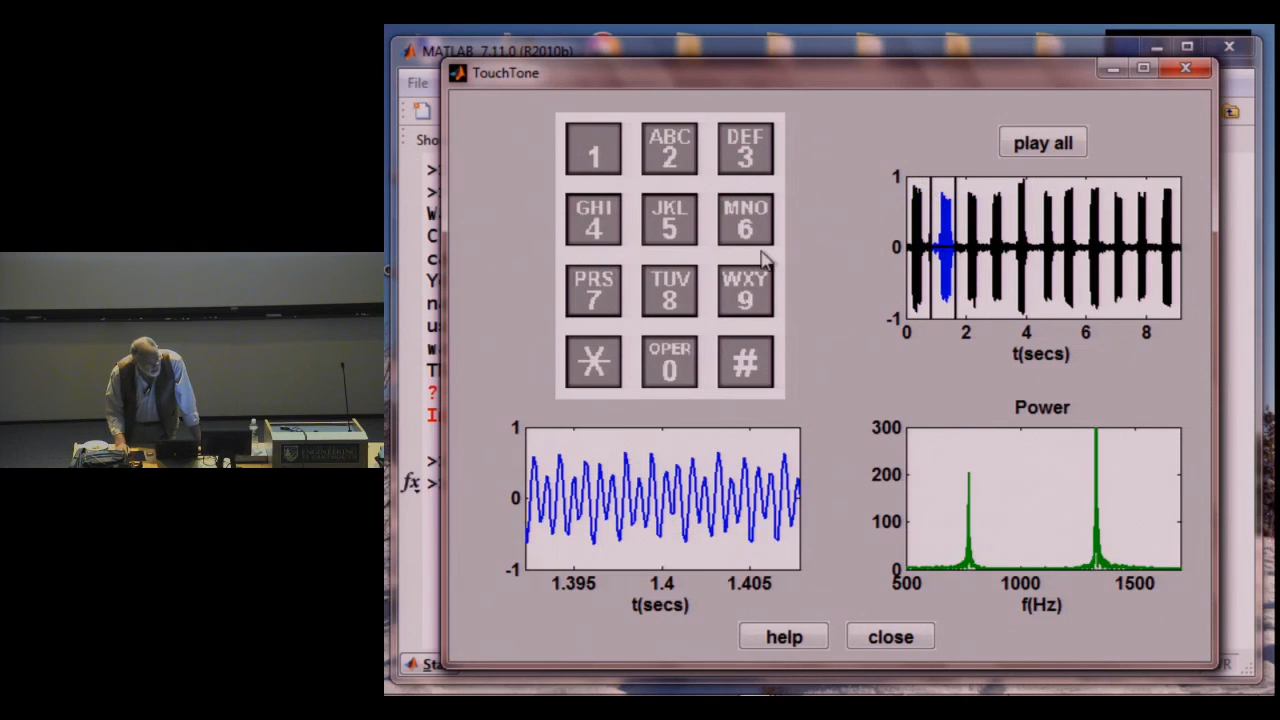 MATLAB 7.11.0 (R2010b)
File
TouchTone
Sho
1
ABC
2
DEF
3
GHI
4
JKL
5
MNO
6
PRS
7
TUV
8
WXY
9
*
OPER
0
#
play all
1
0
-1
0 2 4 6 8
t(secs)
1
0
-1
1.395 1.4 1.405
t(secs)
Power
300
200
100
0
500 1000 1500
f(Hz)
help
close
fx >
Sta
ENGINEERING